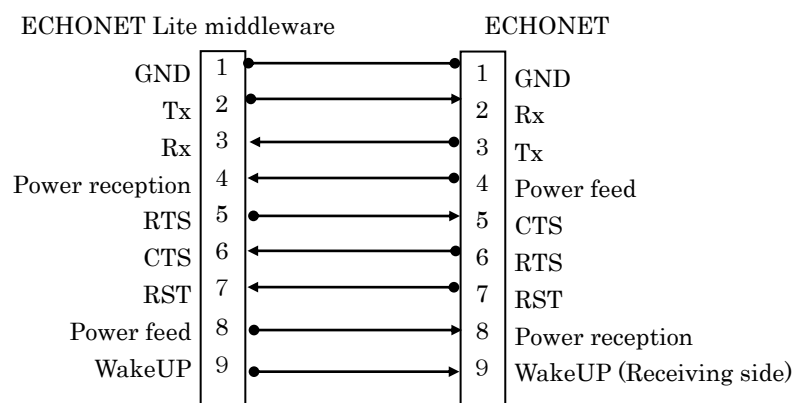 ECHONET Lite middleware ECHONET
GND 1 1 GND
Tx 2 2 Rx
Rx 3 3 Tx
Power reception 4 4 Power feed
RTS 5 5 CTS
CTS 6 6 RTS
RST 7 7 RST
Power feed 8 8 Power reception
WakeUP 9 9 WakeUP (Receiving side)